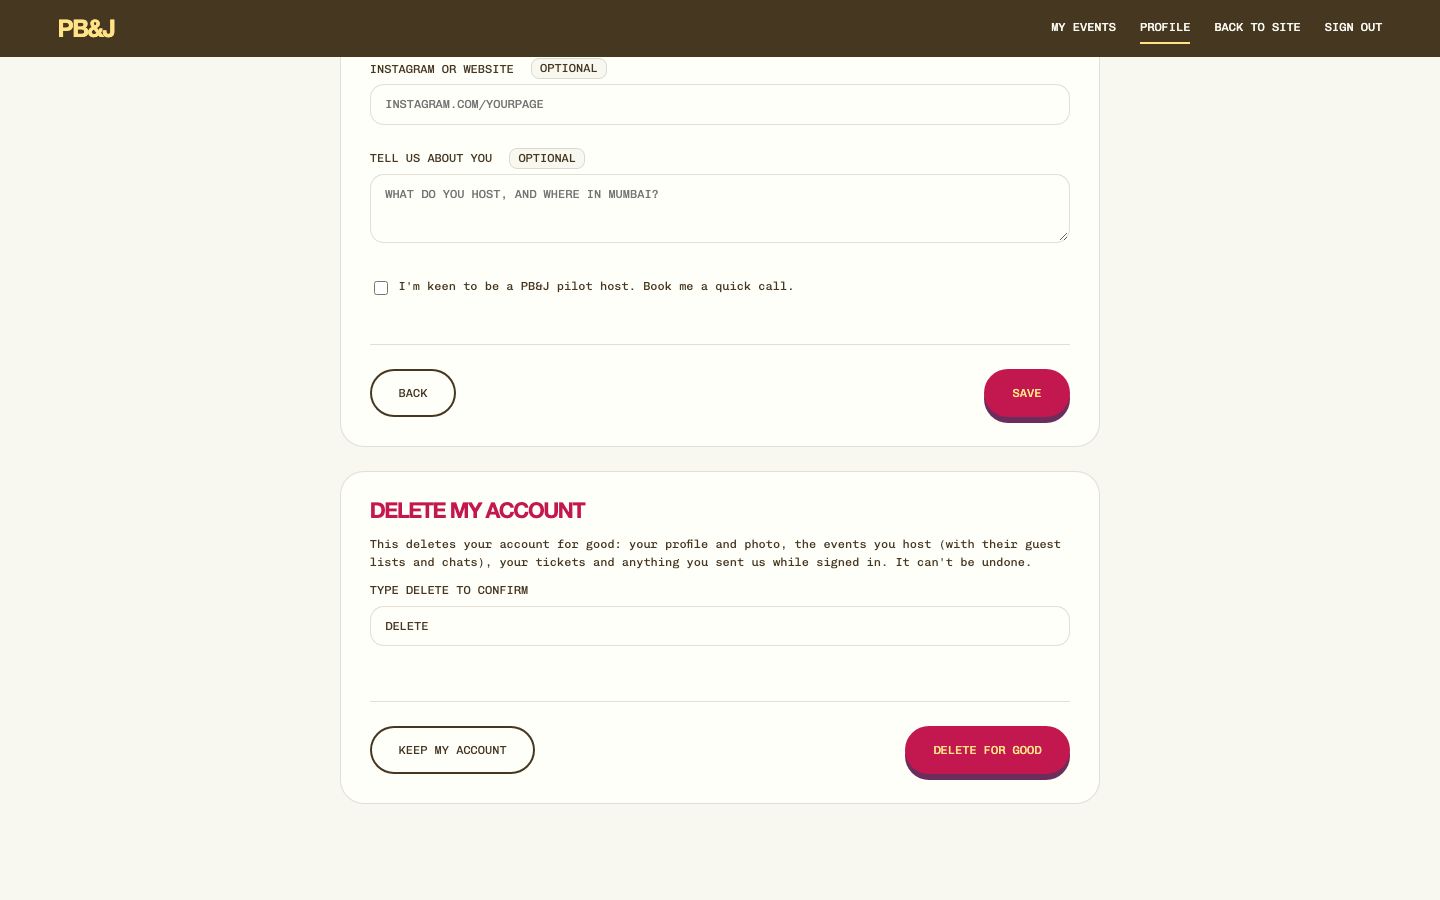 PB&J
MY EVENTS PROFILE BACK TO SITE SIGN OUT
INSTAGRAM OR WEBSITE OPTIONAL
INSTAGRAM.COM/YOURPAGE
TELL US ABOUT YOU OPTIONAL
WHAT DO YOU HOST, AND WHERE IN MUMBAI?
I'm keen to be a PB&J pilot host. Book me a quick call.
BACK SAVE
DELETE MY ACCOUNT
This deletes your account for good: your profile and photo, the events you host (with their guest
lists and chats), your tickets and anything you sent us while signed in. It can't be undone.
TYPE DELETE TO CONFIRM
DELETE
KEEP MY ACCOUNT DELETE FOR GOOD